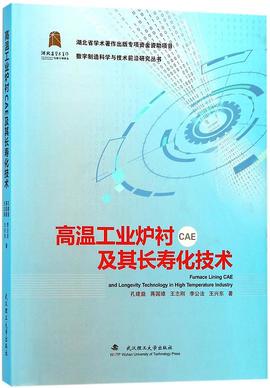 湖北省学术著作出版专项资金资助项目
数字制造科学与技术前沿研究丛书
高温工业炉衬CAE及其长寿化技术
高温工业炉衬 CAE
及其长寿化技术
Furnace Lining CAE
and Longevity Technology in High Temperature Industry
孔建益 蒋国璋 王志刚 李公法 王兴东 著
武汉理工大学出版社
WUTP Wuhan University of Technology Press